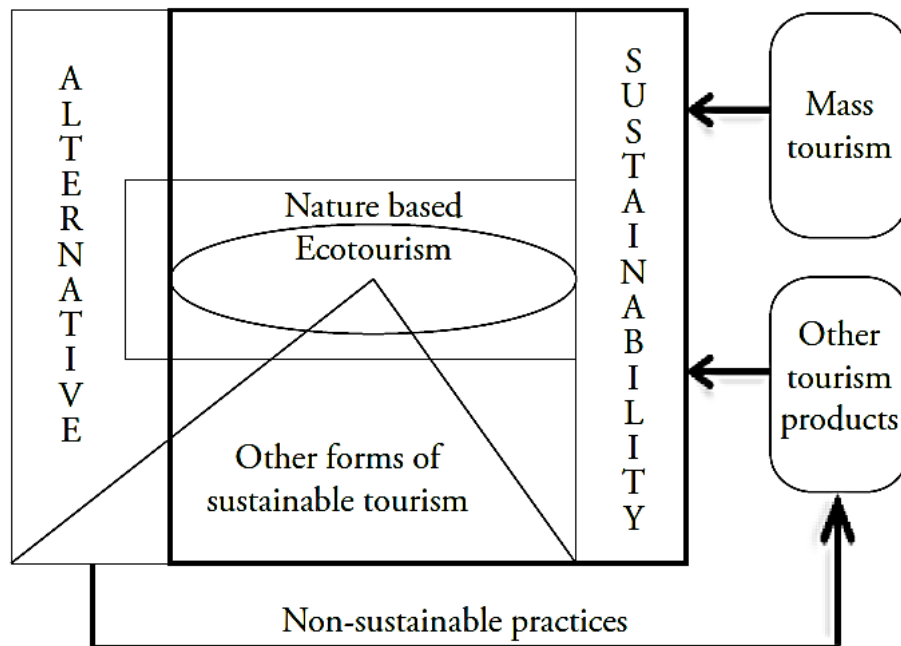 ALTERNATIVE
SUSTAINABILITY
Mass
tourism
Nature based
Ecotourism
Other
tourism
products
Other forms of
sustainable tourism
Non-sustainable practices